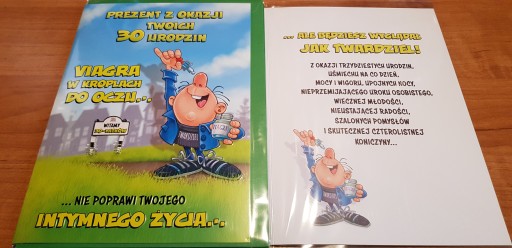 PREZENT Z OKAZJI
TWOICH
30 URODZIN
VIAGRA
W KROPLACH
DO OCZU...
WITAMY
... NIE POPRAWI TWOJEGO
INTYMNEGO ŻYCIA...
... ALE BĘDZIESZ WYGLĄDAŁ
JAK TWARDZIEL!
Z OKAZJI TRZYDZIESTYCH URODZIN,
UŚMIECHU NA CO DZIEŃ,
MOCY I WIGORU, UPOJNYCH NOCY,
NIEPRZEMIJAJĄCEGO UROKU OSOBISTEGO,
WIECZNEJ MŁODOŚCI,
NIEUSTAJĄCEJ RADOŚCI,
SZALONYCH POMYSŁÓW
I SKUTECZNEJ CZTEROLISTNEJ
KONICZYNY...